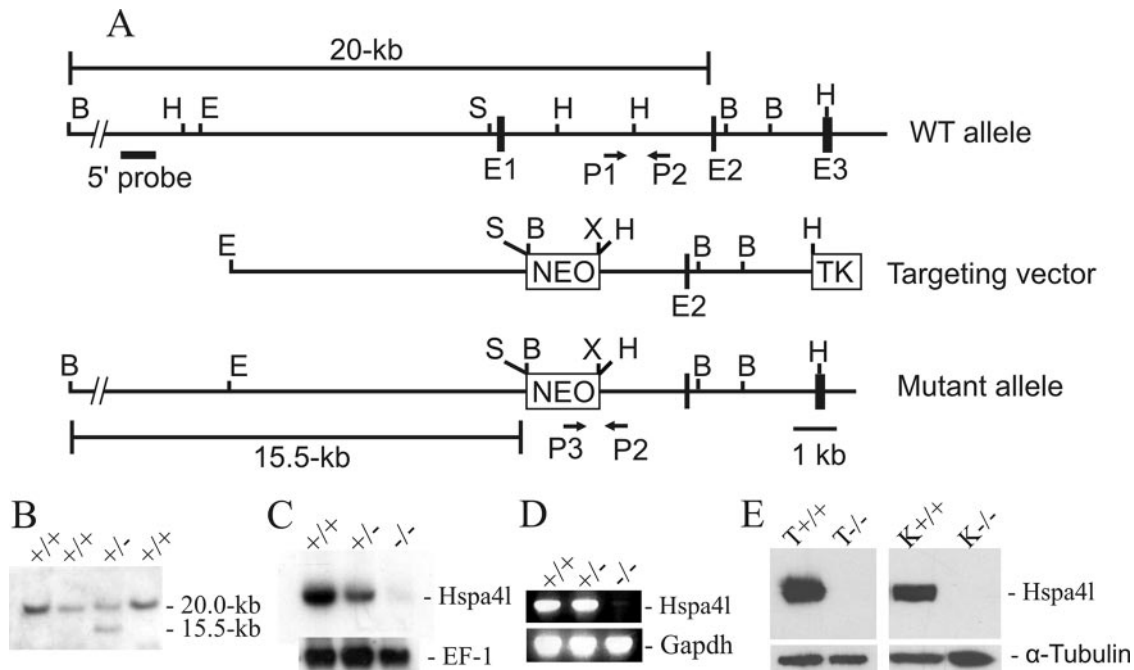 A
20-kb
B H E S H H B B H
WT allele
5' probe E1 P1 P2 E2 E3
E S B X H B B H
NEO TK
Targeting vector
E2
B E S B X H B B H
NEO
Mutant allele
15.5-kb P3 P2 1 kb
B
+/+ +/+ +/- +/+
- 20.0-kb
- 15.5-kb
C
+/+ +/- -/-
- Hspa4l
- EF-1
D
+/+ +/- -/-
- Hspa4l
- Gapdh
E
T+/+ T-/- K+/+ K-/-
- Hspa4l
- α-Tubulin